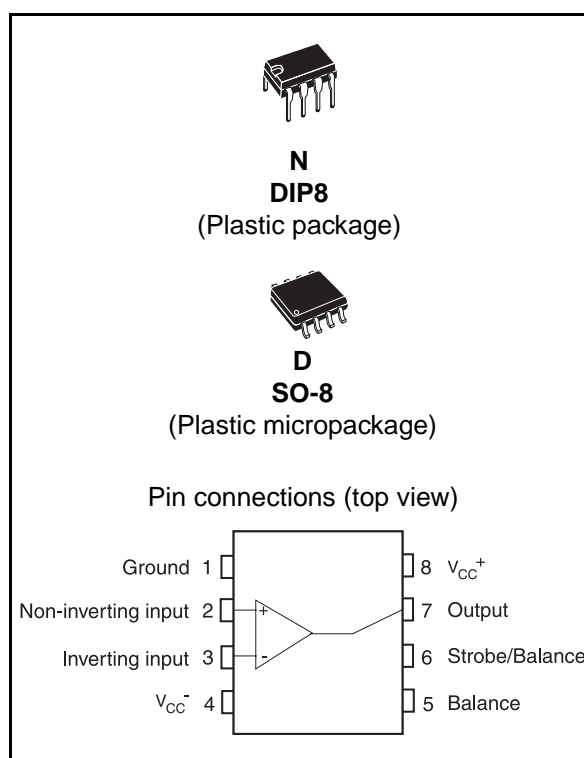 N
DIP8
(Plastic package)
D
SO-8
(Plastic micropackage)
Pin connections (top view)
Ground 1
8 VCC+
Non-inverting input 2
+
7 Output
Inverting input 3
-
6 Strobe/Balance
VCC- 4
5 Balance